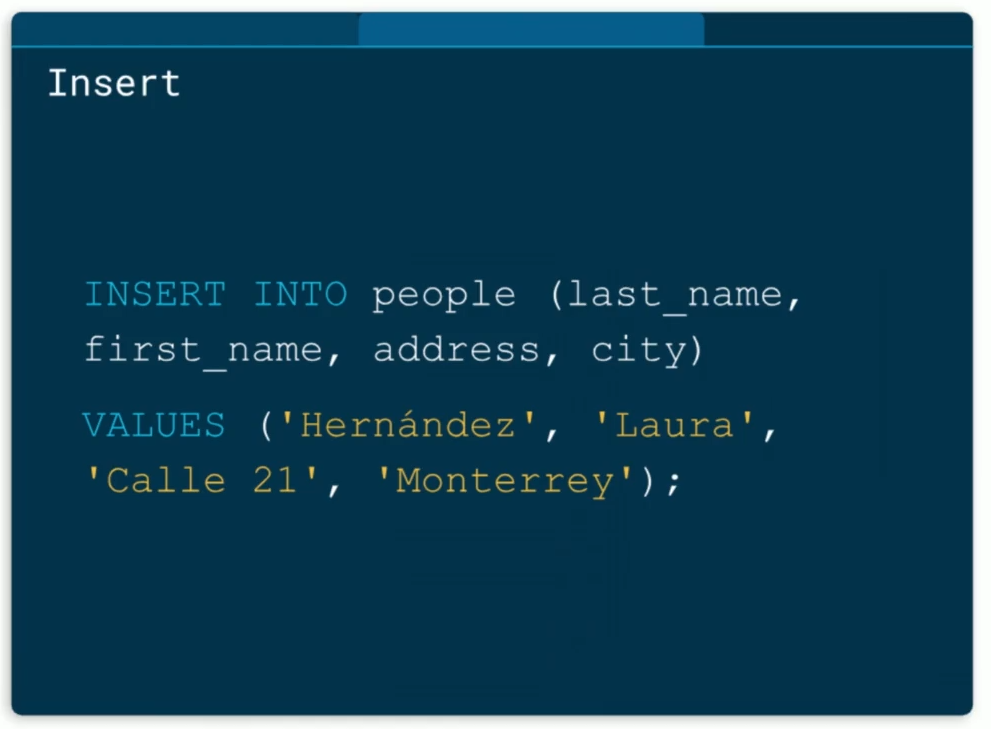 Insert
INSERT INTO people (last_name,
first_name, address, city)
VALUES ('Hernández', 'Laura',
'Calle 21', 'Monterrey');